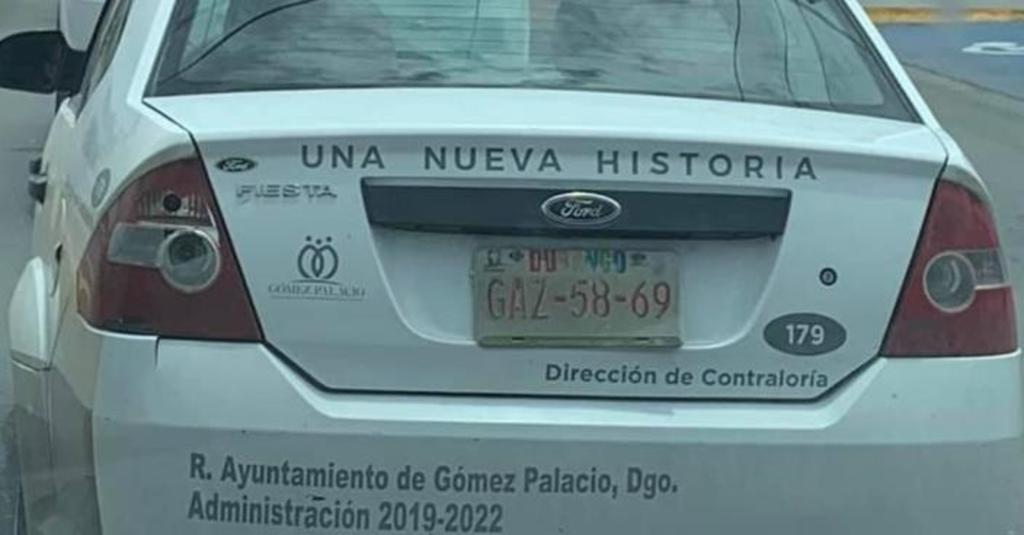 UNA NUEVA HISTORIA
Ford
FIESTA
Ford
GÓMEZ PALACIO
DURANGO
GAZ-58-69
179
Dirección de Contraloría
R. Ayuntamiento de Gómez Palacio, Dgo.
Administración 2019-2022